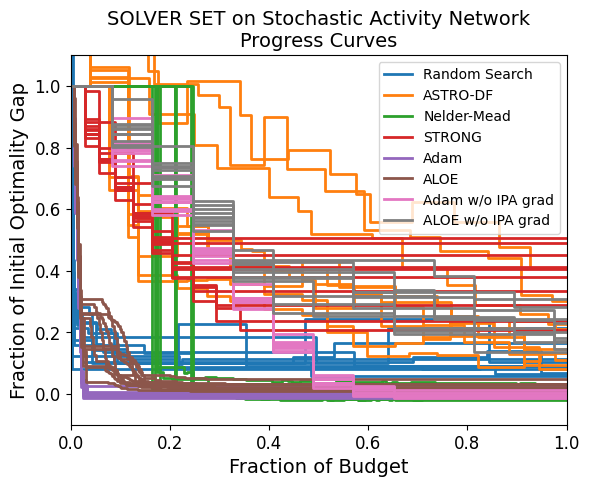 SOLVER SET on Stochastic Activity Network
Progress Curves
Fraction of Initial Optimality Gap
1.0
0.8
0.6
0.4
0.2
0.0
Random Search
ASTRO-DF
Nelder-Mead
STRONG
Adam
ALOE
Adam w/o IPA grad
ALOE w/o IPA grad
0.0 0.2 0.4 0.6 0.8 1.0
Fraction of Budget